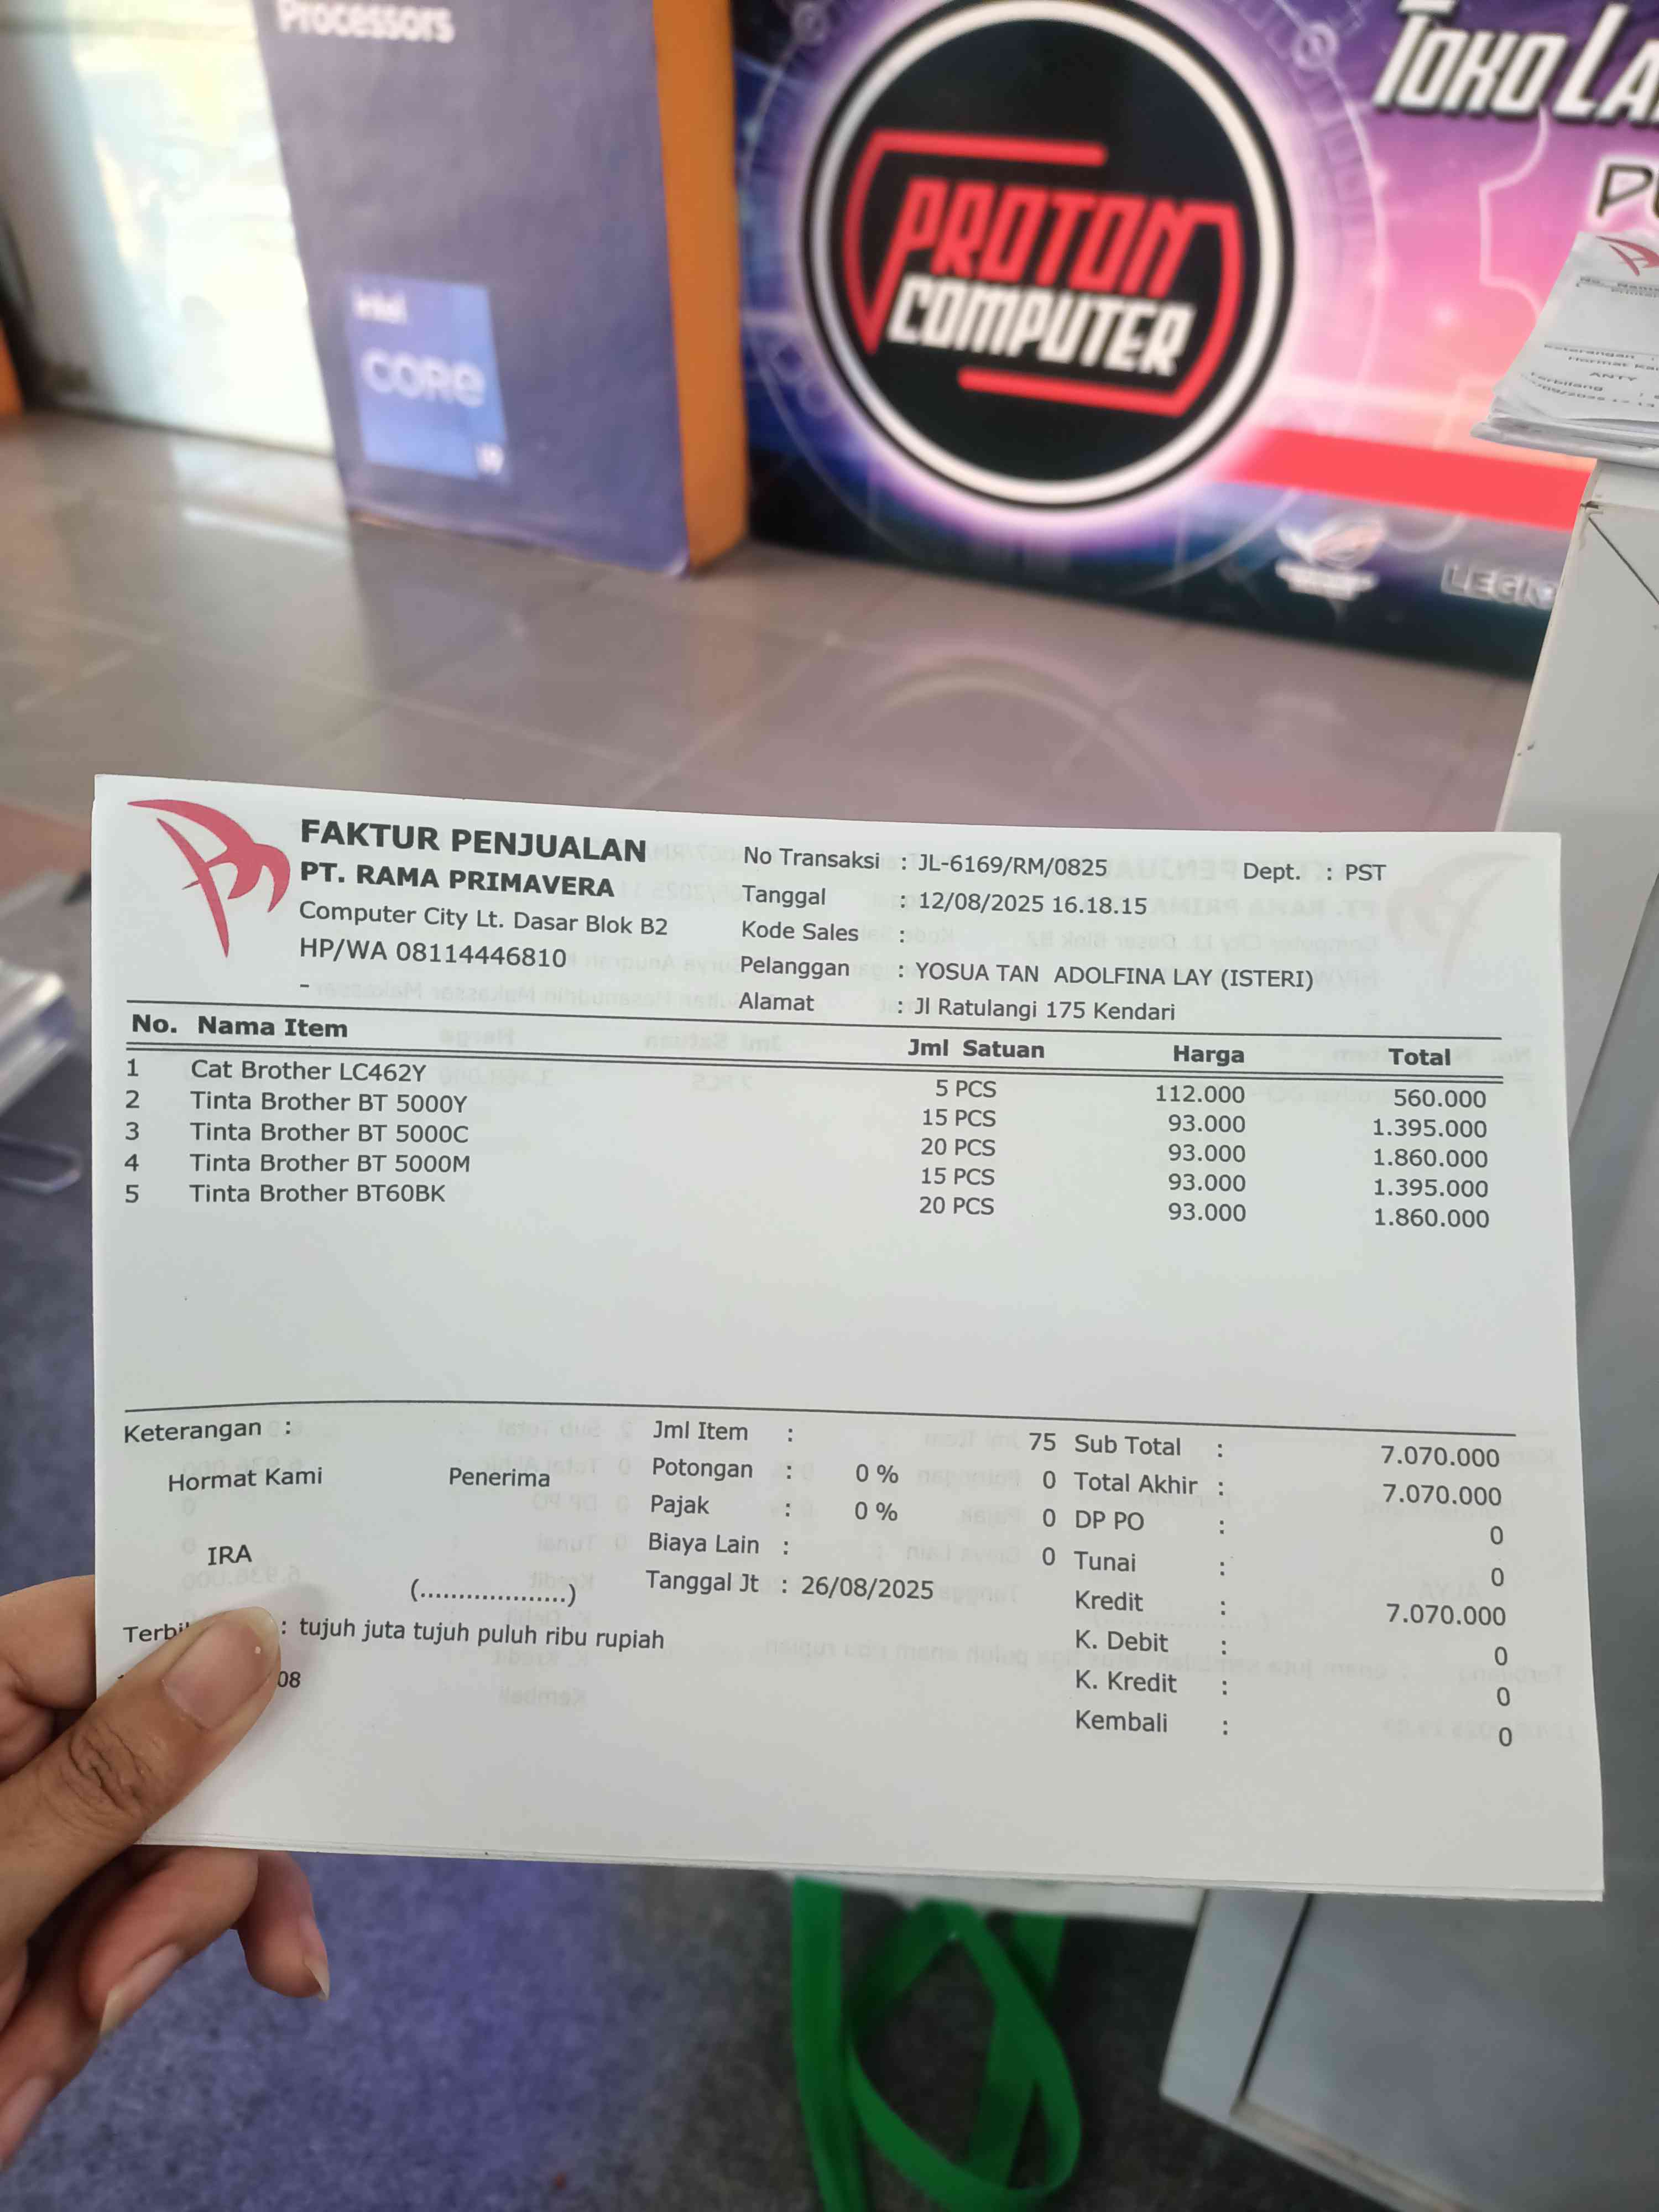 Processors
intel
CORE
i9
TOKO LA
PROTON
COMPUTER
LEGIO
FAKTUR PENJUALAN
PT. RAMA PRIMAVERA
Computer City Lt. Dasar Blok B2
HP/WA 08114446810
-
No Transaksi : JL-6169/RM/0825 Dept. : PST
Tanggal : 12/08/2025 16.18.15
Kode Sales :
Pelanggan : YOSUA TAN ADOLFINA LAY (ISTERI)
Alamat : Jl Ratulangi 175 Kendari
No. Nama Item Jml Satuan Harga Total
1 Cat Brother LC462Y 5 PCS 112.000 560.000
2 Tinta Brother BT 5000Y 15 PCS 93.000 1.395.000
3 Tinta Brother BT 5000C 20 PCS 93.000 1.860.000
4 Tinta Brother BT 5000M 15 PCS 93.000 1.395.000
5 Tinta Brother BT60BK 20 PCS 93.000 1.860.000
Keterangan :
Hormat Kami Penerima
IRA
(...................)
Jml Item : 75
Potongan : 0 % 0
Pajak : 0 % 0
Biaya Lain : 0
Tanggal Jt : 26/08/2025
Sub Total : 7.070.000
Total Akhir : 7.070.000
DP PO : 0
Tunai : 0
Kredit : 7.070.000
K. Debit : 0
K. Kredit : 0
Kembali : 0
: tujuh juta tujuh puluh ribu rupiah
08